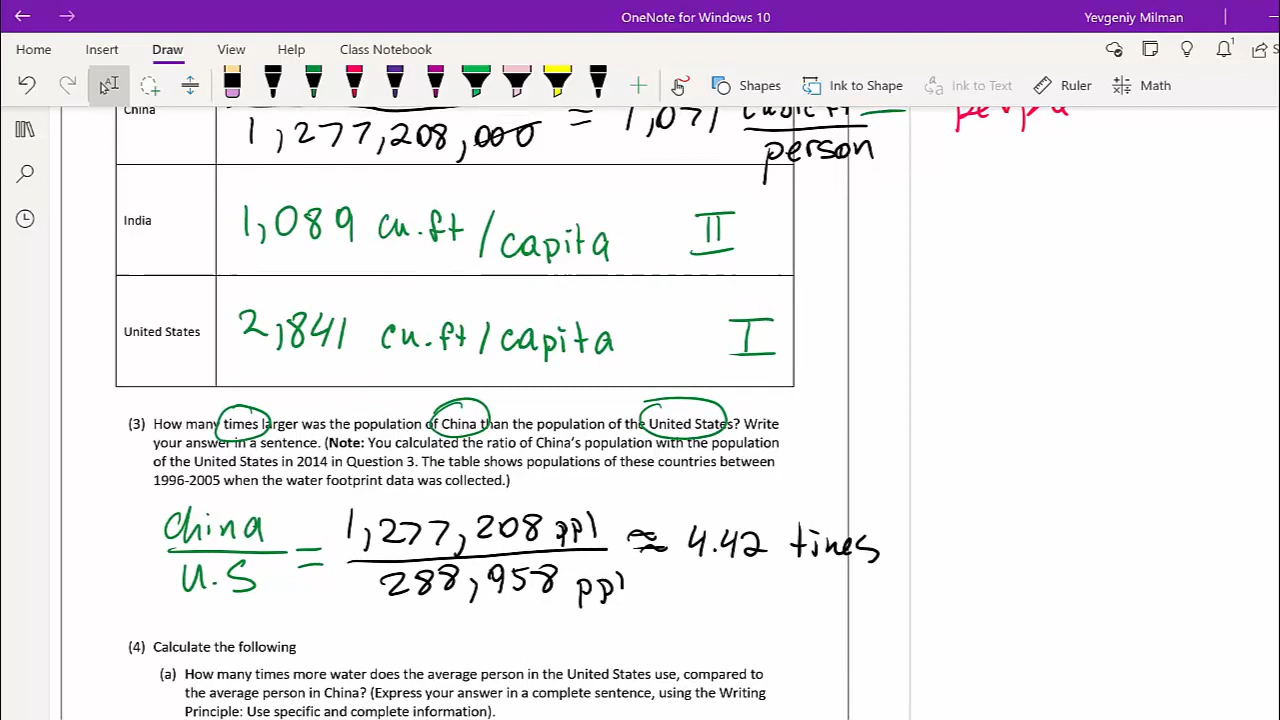 OneNote for Windows 10
Yevgeniy Milman
Home Insert Draw View Help Class Notebook
Shapes Ink to Shape Ink to Text Ruler Math
China
1,277,208,000 = 1,071 cubic ft
person
India
1,089 cu.ft/capita II
United States
2,841 cu.ft/capita I
(3) How many times larger was the population of China than the population of the United States? Write
your answer in a sentence. (Note: You calculated the ratio of China's population with the population
of the United States in 2014 in Question 3. The table shows populations of these countries between
1996-2005 when the water footprint data was collected.)
China
U.S
=
1,277,208 ppl
288,958 ppl
≈ 4.42 times
(4) Calculate the following
(a) How many times more water does the average person in the United States use, compared to
the average person in China? (Express your answer in a complete sentence, using the Writing
Principle: Use specific and complete information).